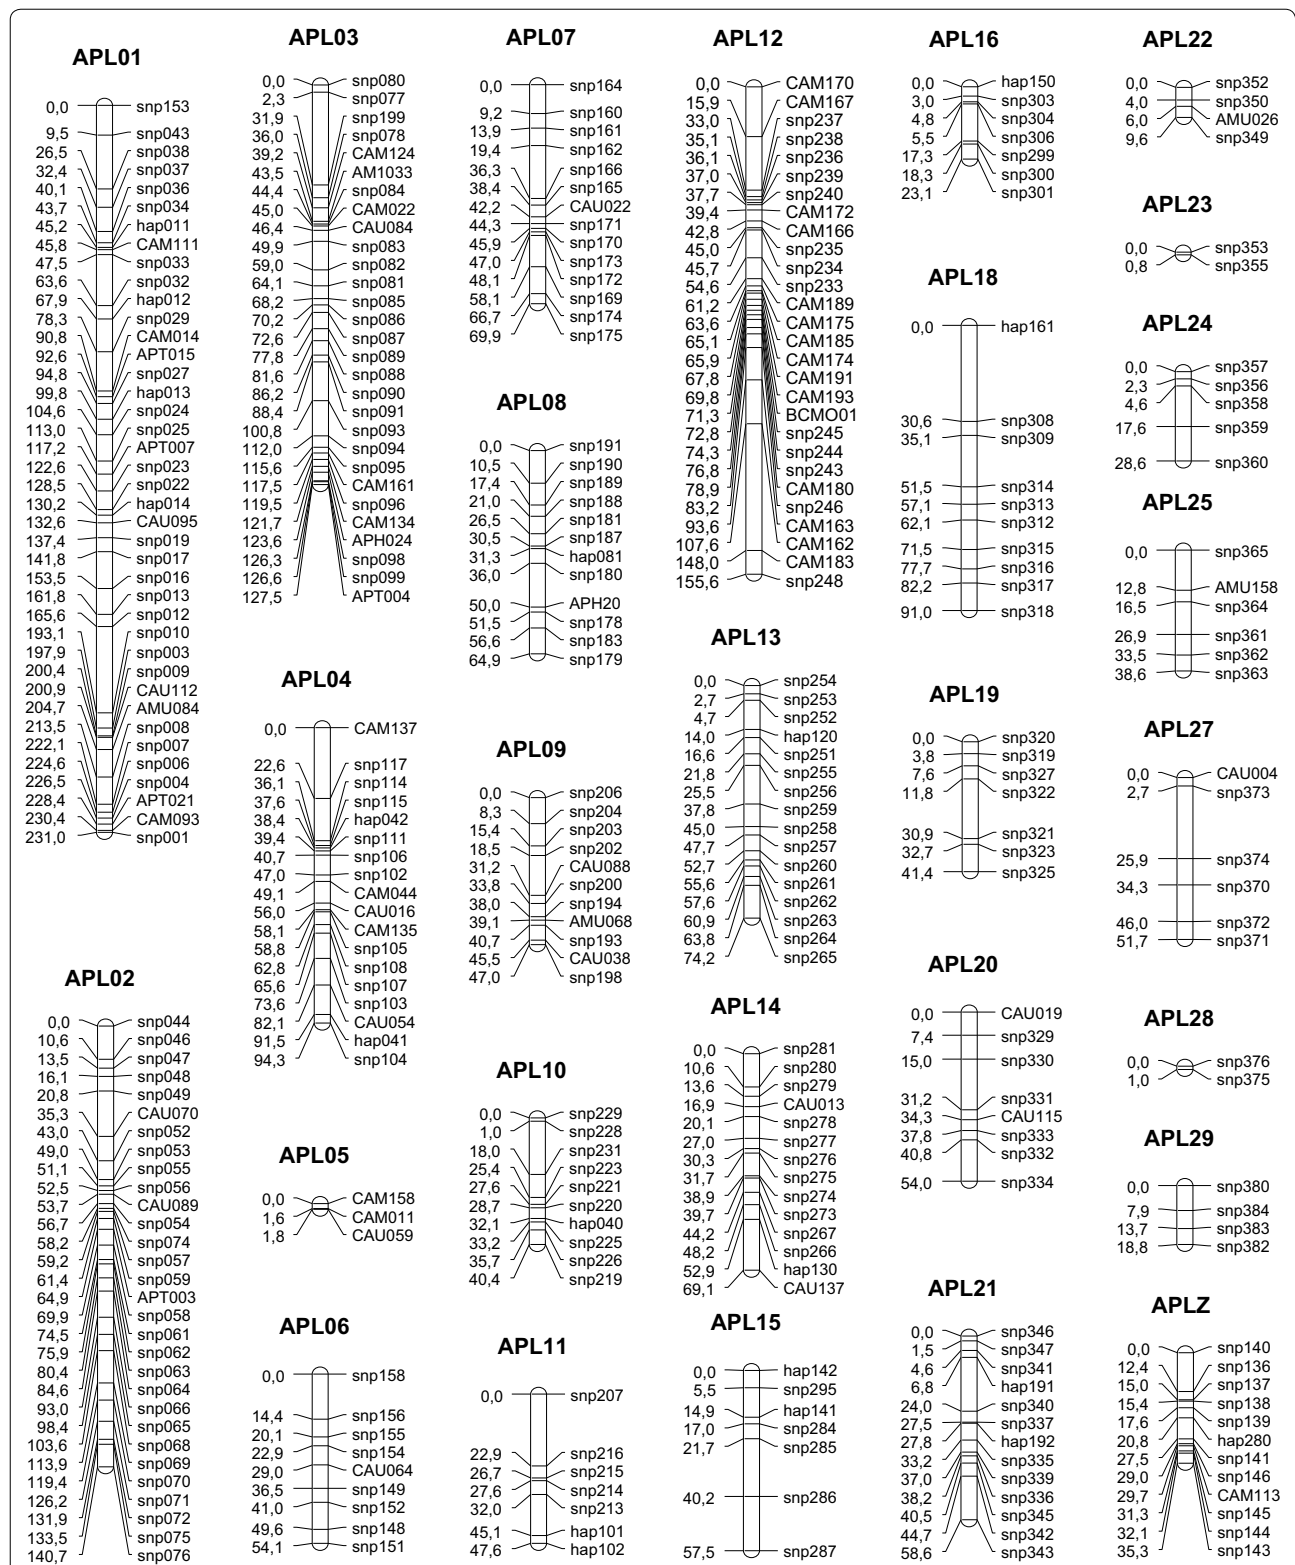 APL01
0,0 snp153
9,5 snp043
26,5 snp038
32,4 snp037
40,1 snp036
43,7 snp034
45,2 hap011
45,8 CAM111
47,5 snp033
63,6 snp032
67,9 hap012
78,3 snp029
90,8 CAM014
92,6 APT015
94,8 snp027
99,8 hap013
104,6 snp024
113,0 snp025
117,2 APT007
122,6 snp023
128,5 snp022
130,2 hap014
132,6 CAU095
137,4 snp019
141,8 snp017
153,5 snp016
161,8 snp013
165,6 snp012
193,1 snp010
197,9 snp003
200,4 snp009
200,9 CAU112
204,7 AMU084
213,5 snp008
222,1 snp007
224,6 snp006
226,5 snp004
228,4 APT021
230,4 CAM093
231,0 snp001
APL02
0,0 snp044
10,6 snp046
13,5 snp047
16,1 snp048
20,8 snp049
35,3 CAU070
43,0 snp052
49,0 snp053
51,1 snp055
52,5 snp056
53,7 CAU089
56,7 snp054
58,2 snp074
59,2 snp057
61,4 snp059
64,9 APT003
69,9 snp058
74,5 snp061
75,9 snp062
80,4 snp063
84,6 snp064
93,0 snp066
98,4 snp065
103,6 snp068
113,9 snp069
119,4 snp070
126,2 snp071
131,9 snp072
133,5 snp075
140,7 snp076
APL03
0,0 snp080
2,3 snp077
31,9 snp199
36,0 snp078
39,2 CAM124
43,5 AM1033
44,4 snp084
45,0 CAM022
46,4 CAU084
49,9 snp083
59,0 snp082
64,1 snp081
68,2 snp085
70,2 snp086
72,6 snp087
77,8 snp089
81,6 snp088
86,2 snp090
88,4 snp091
100,8 snp093
112,0 snp094
115,6 snp095
117,5 CAM161
119,5 snp096
121,7 CAM134
123,6 APH024
126,3 snp098
126,6 snp099
127,5 APT004
APL04
0,0 CAM137
22,6 snp117
36,1 snp114
37,6 snp115
38,4 hap042
39,4 snp111
40,7 snp106
47,0 snp102
49,1 CAM044
56,0 CAU016
58,1 CAM135
58,8 snp105
62,8 snp108
65,6 snp107
73,6 snp103
82,1 CAU054
91,5 hap041
94,3 snp104
APL05
0,0 CAM158
1,6 CAM011
1,8 CAU059
APL06
0,0 snp158
14,4 snp156
20,1 snp155
22,9 snp154
29,0 CAU064
36,5 snp149
41,0 snp152
49,6 snp148
54,1 snp151
APL07
0,0 snp164
9,2 snp160
13,9 snp161
19,4 snp162
36,3 snp166
38,4 snp165
42,2 CAU022
44,3 snp171
45,9 snp170
47,0 snp173
48,1 snp172
58,1 snp169
66,7 snp174
69,9 snp175
APL08
0,0 snp191
10,5 snp190
17,4 snp189
21,0 snp188
26,5 snp181
30,5 snp187
31,3 hap081
36,0 snp180
50,0 APH20
51,5 snp178
56,6 snp183
64,9 snp179
APL09
0,0 snp206
8,3 snp204
15,4 snp203
18,5 snp202
31,2 CAU088
33,8 snp200
38,0 snp194
39,1 AMU068
40,7 snp193
45,5 CAU038
47,0 snp198
APL10
0,0 snp229
1,0 snp228
18,0 snp231
25,4 snp223
27,6 snp221
28,7 snp220
32,1 hap040
33,2 snp225
35,7 snp226
40,4 snp219
APL11
0,0 snp207
22,9 snp216
26,7 snp215
27,6 snp214
32,0 snp213
45,1 hap101
47,6 hap102
APL12
0,0 CAM170
15,9 CAM167
33,0 snp237
35,1 snp238
36,1 snp236
37,0 snp239
37,7 snp240
39,4 CAM172
42,8 CAM166
45,0 snp235
45,7 snp234
54,6 snp233
61,2 CAM189
63,6 CAM175
65,1 CAM185
65,9 CAM174
67,8 CAM191
69,8 CAM193
71,3 BCMO01
72,8 snp245
74,3 snp244
76,8 snp243
78,9 CAM180
83,2 snp246
93,6 CAM163
107,6 CAM162
148,0 CAM183
155,6 snp248
APL13
0,0 snp254
2,7 snp253
4,7 snp252
14,0 hap120
16,6 snp251
21,8 snp255
25,5 snp256
37,8 snp259
45,0 snp258
47,7 snp257
52,7 snp260
55,6 snp261
57,6 snp262
60,9 snp263
63,8 snp264
74,2 snp265
APL14
0,0 snp281
10,6 snp280
13,6 snp279
16,9 CAU013
20,1 snp278
27,0 snp277
30,3 snp276
31,7 snp275
38,9 snp274
39,7 snp273
44,2 snp267
48,2 snp266
52,9 hap130
69,1 CAU137
APL15
0,0 hap142
5,5 snp295
14,9 hap141
17,0 snp284
21,7 snp285
40,2 snp286
57,5 snp287
APL16
0,0 hap150
3,0 snp303
4,8 snp304
5,5 snp306
17,3 snp299
18,3 snp300
23,1 snp301
APL18
0,0 hap161
30,6 snp308
35,1 snp309
51,5 snp314
57,1 snp313
62,1 snp312
71,5 snp315
77,7 snp316
82,2 snp317
91,0 snp318
APL19
0,0 snp320
3,8 snp319
7,6 snp327
11,8 snp322
30,9 snp321
32,7 snp323
41,4 snp325
APL20
0,0 CAU019
7,4 snp329
15,0 snp330
31,2 snp331
34,3 CAU115
37,8 snp333
40,8 snp332
54,0 snp334
APL21
0,0 snp346
1,5 snp347
4,6 snp341
6,8 hap191
24,0 snp340
27,5 snp337
27,8 hap192
33,2 snp335
37,0 snp339
38,2 snp336
40,5 snp345
44,7 snp342
58,6 snp343
APL22
0,0 snp352
4,0 snp350
6,0 AMU026
9,6 snp349
APL23
0,0 snp353
0,8 snp355
APL24
0,0 snp357
2,3 snp356
4,6 snp358
17,6 snp359
28,6 snp360
APL25
0,0 snp365
12,8 AMU158
16,5 snp364
26,9 snp361
33,5 snp362
38,6 snp363
APL27
0,0 CAU004
2,7 snp373
25,9 snp374
34,3 snp370
46,0 snp372
51,7 snp371
APL28
0,0 snp376
1,0 snp375
APL29
0,0 snp380
7,9 snp384
13,7 snp383
18,8 snp382
APLZ
0,0 snp140
12,4 snp136
15,0 snp137
15,4 snp138
17,6 snp139
20,8 hap280
27,5 snp141
29,0 snp146
29,7 CAM113
31,3 snp145
32,1 snp144
35,3 snp143